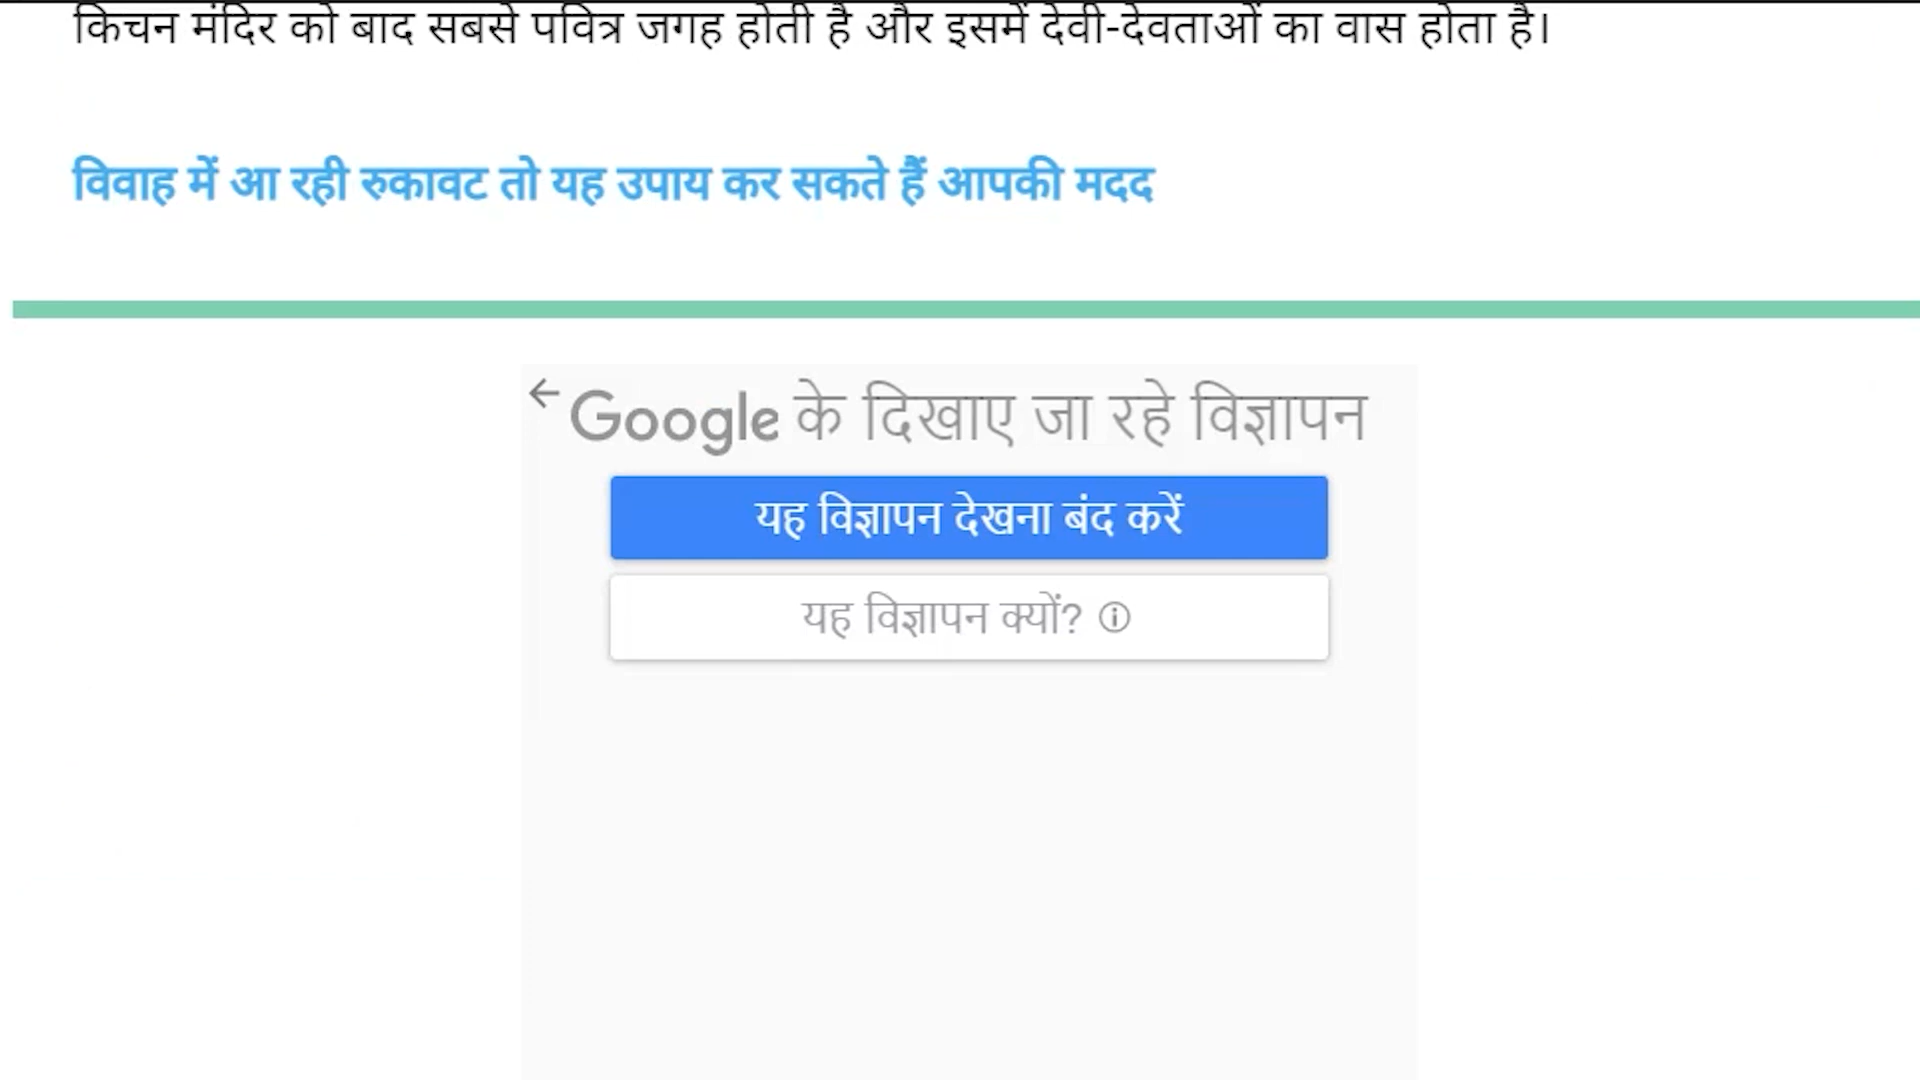 किचन मंदिर को बाद सबसे पवित्र जगह होती है और इसमें देवी-देवताओं का वास होता है।
विवाह में आ रही रुकावट तो यह उपाय कर सकते हैं आपकी मदद
Google के दिखाए जा रहे विज्ञापन
यह विज्ञापन देखना बंद करें
यह विज्ञापन क्यों?